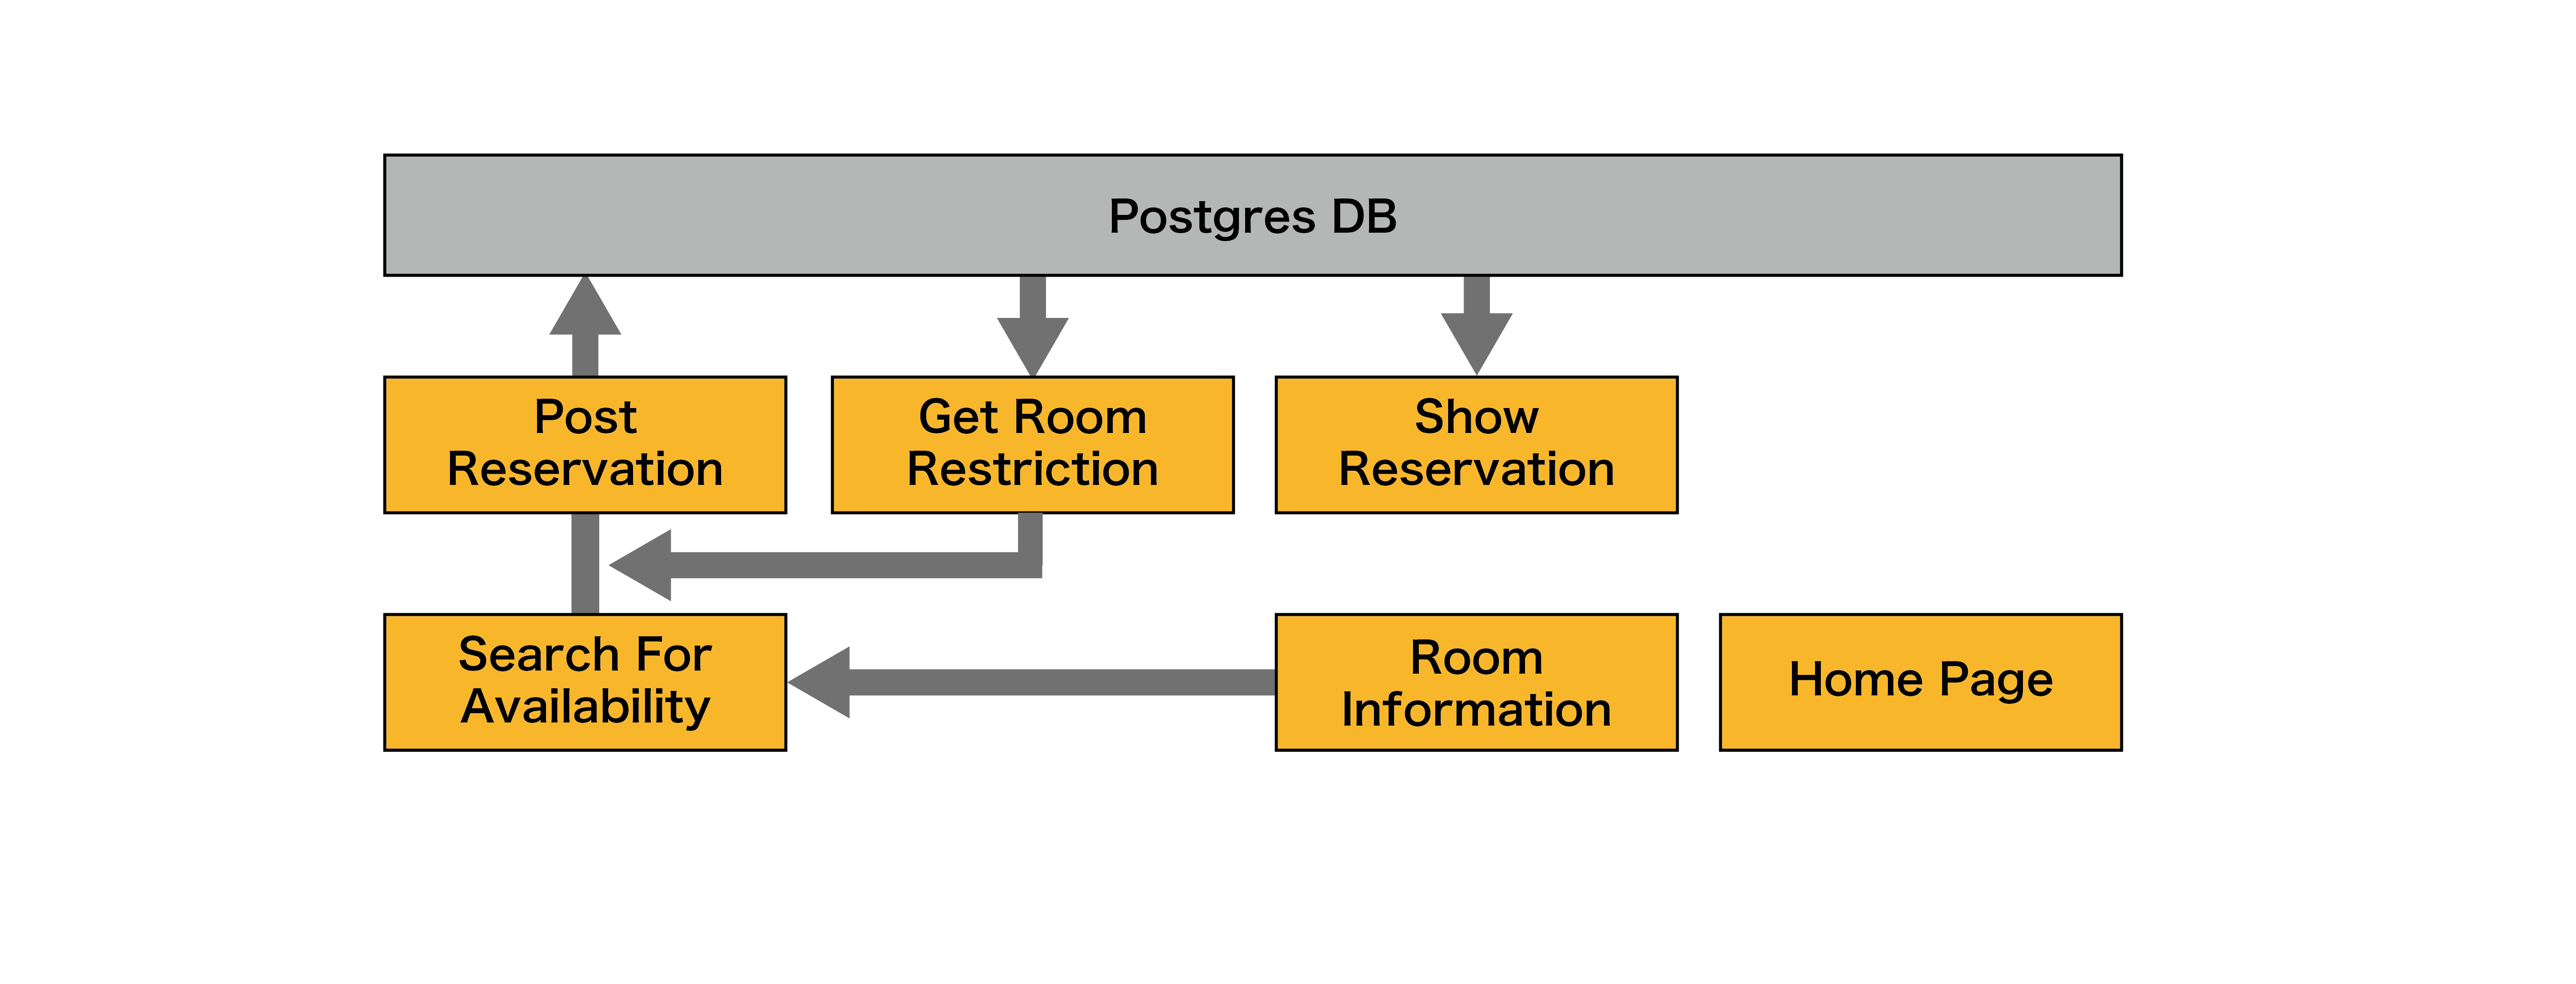 Postgres DB
Post
Reservation
Get Room
Restriction
Show
Reservation
Search For
Availability
Room
Information
Home Page